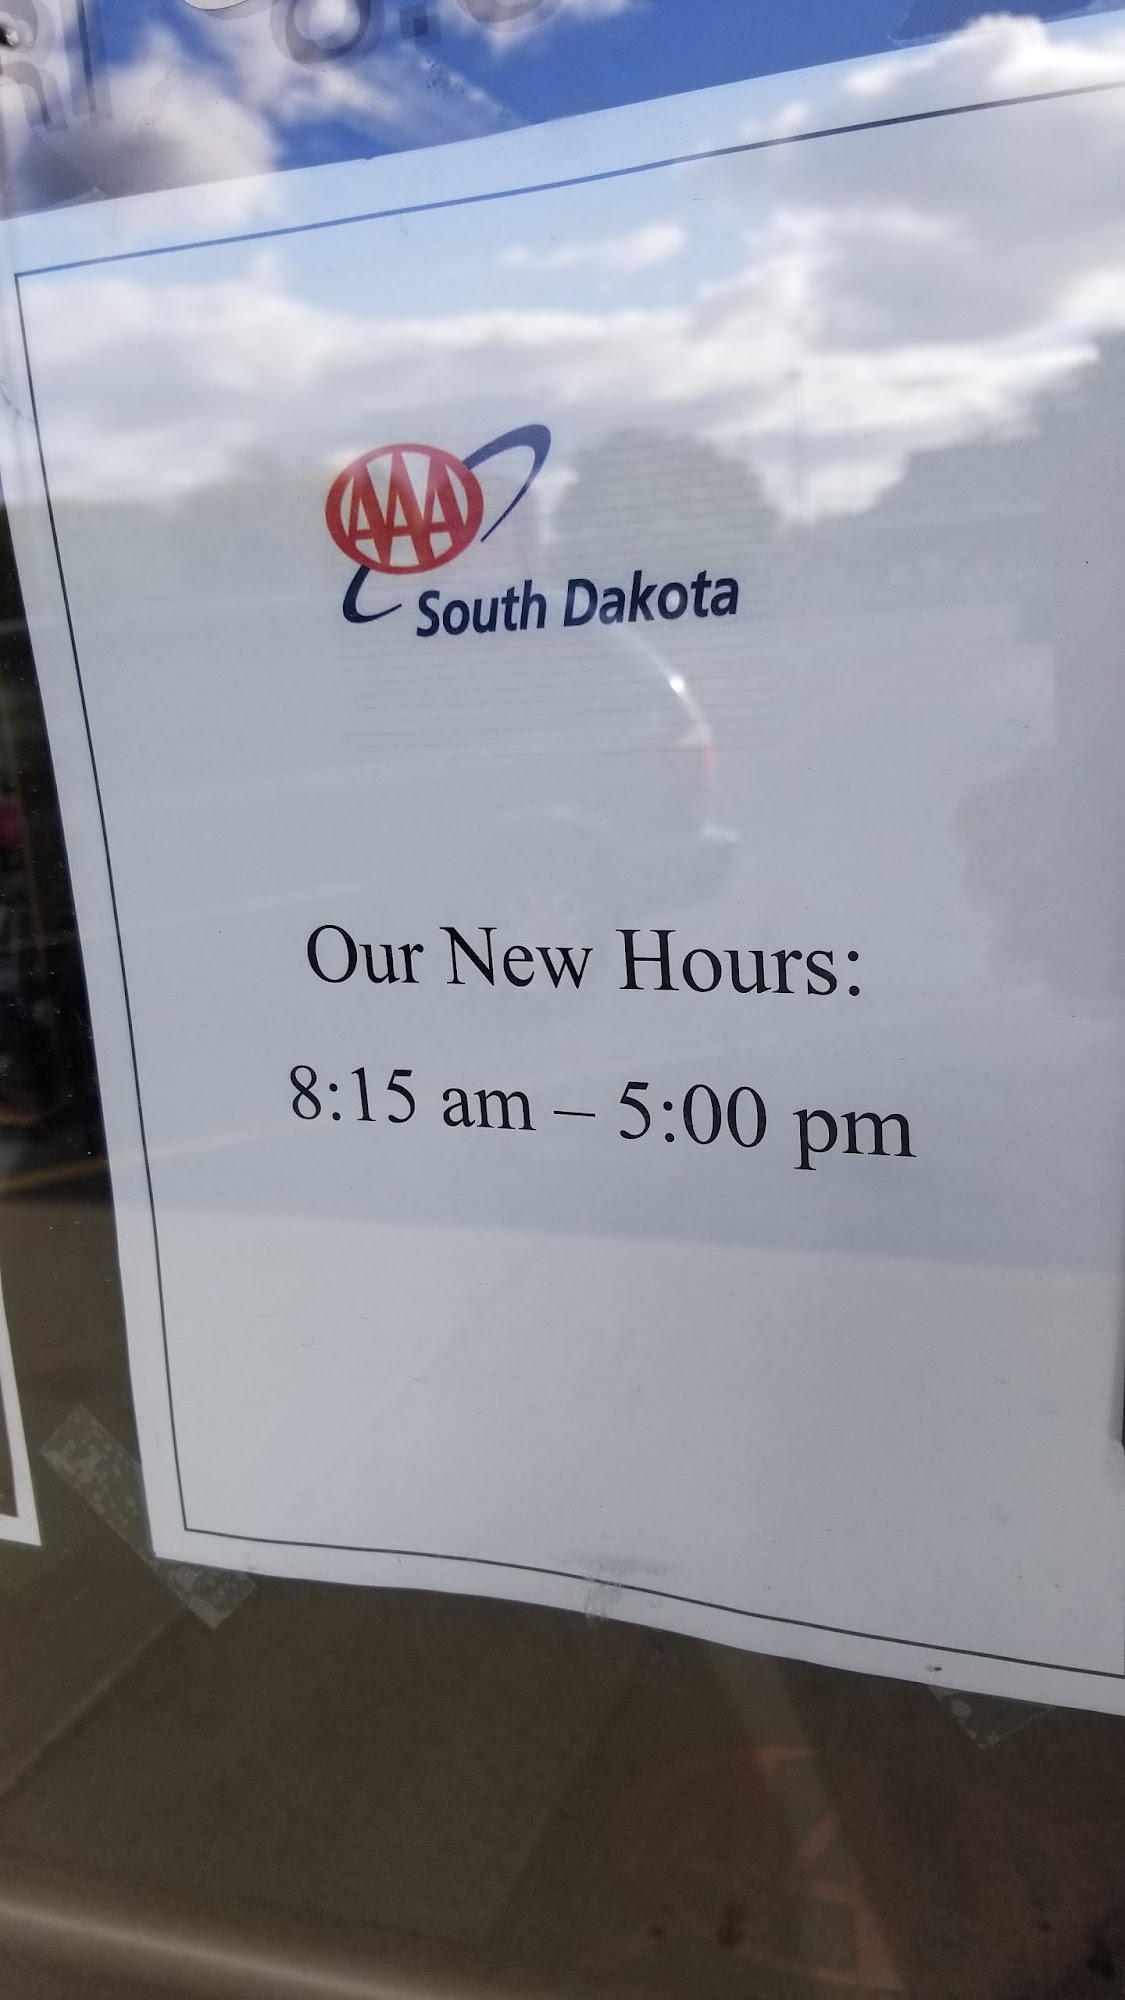 AAA
South Dakota
Our New Hours:
8:15 am – 5:00 pm